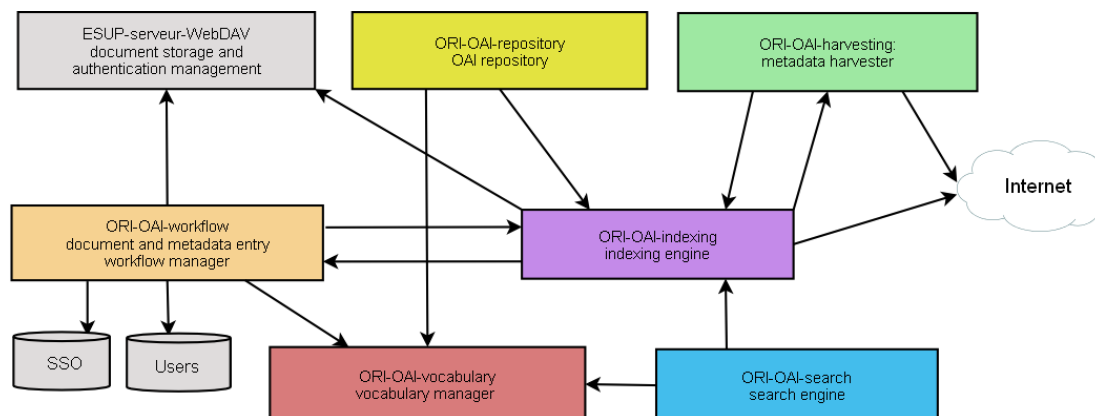 ESUP-serveur-WebDAV
document storage and
authentication management
ORI-OAI-repository
OAI repository
ORI-OAI-harvesting:
metadata harvester
Internet
ORI-OAI-workflow
document and metadata entry
workflow manager
ORI-OAI-indexing
indexing engine
SSO
Users
ORI-OAI-vocabulary
vocabulary manager
ORI-OAI-search
search engine